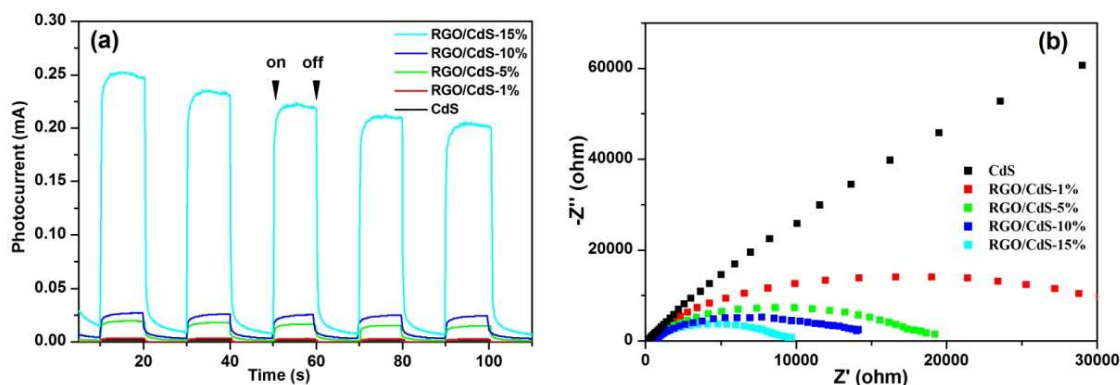 (a)
RGO/CdS-15%
RGO/CdS-10%
RGO/CdS-5%
RGO/CdS-1%
CdS
on off
0.30
0.25
0.20
0.15
0.10
0.05
0.00
Photocurrent (mA)
20 40 60 80 100
Time (s)
(b)
60000
40000
20000
0
-Z'' (ohm)
CdS
RGO/CdS-1%
RGO/CdS-5%
RGO/CdS-10%
RGO/CdS-15%
0 10000 20000 30000
Z' (ohm)